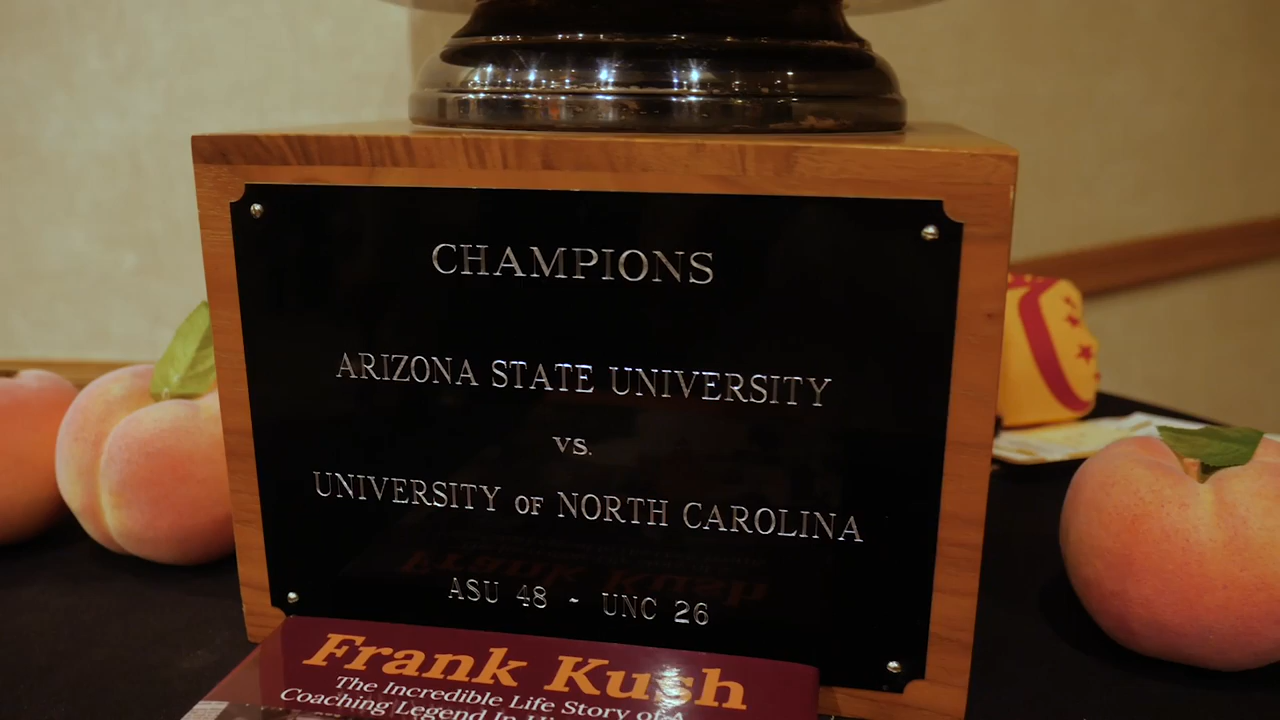 CHAMPIONS
ARIZONA STATE UNIVERSITY
VS.
UNIVERSITY OF NORTH CAROLINA
ASU 48 - UNC 26
Frank Kush
The Incredible Life Story of A
Coaching Legend In